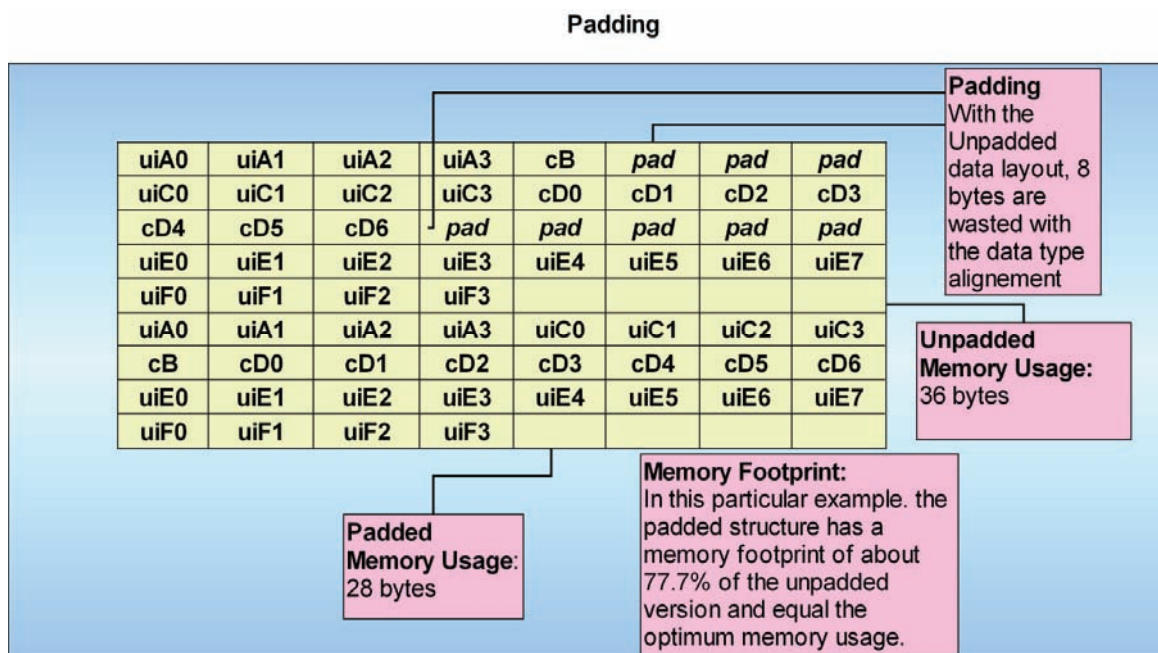 Padding
Padding
With the
Unpadded
data layout, 8
bytes are
wasted with
the data type
alignement
uiA0 uiA1 uiA2 uiA3 cB pad pad pad
uiC0 uiC1 uiC2 uiC3 cD0 cD1 cD2 cD3
cD4 cD5 cD6 pad pad pad pad pad
uiE0 uiE1 uiE2 uiE3 uiE4 uiE5 uiE6 uiE7
uiF0 uiF1 uiF2 uiF3
uiA0 uiA1 uiA2 uiA3 uiC0 uiC1 uiC2 uiC3
cB cD0 cD1 cD2 cD3 cD4 cD5 cD6
uiE0 uiE1 uiE2 uiE3 uiE4 uiE5 uiE6 uiE7
uiF0 uiF1 uiF2 uiF3
Unpadded
Memory Usage:
36 bytes
Padded
Memory Usage:
28 bytes
Memory Footprint:
In this particular example. the
padded structure has a
memory footprint of about
77.7% of the unpadded
version and equal the
optimum memory usage.